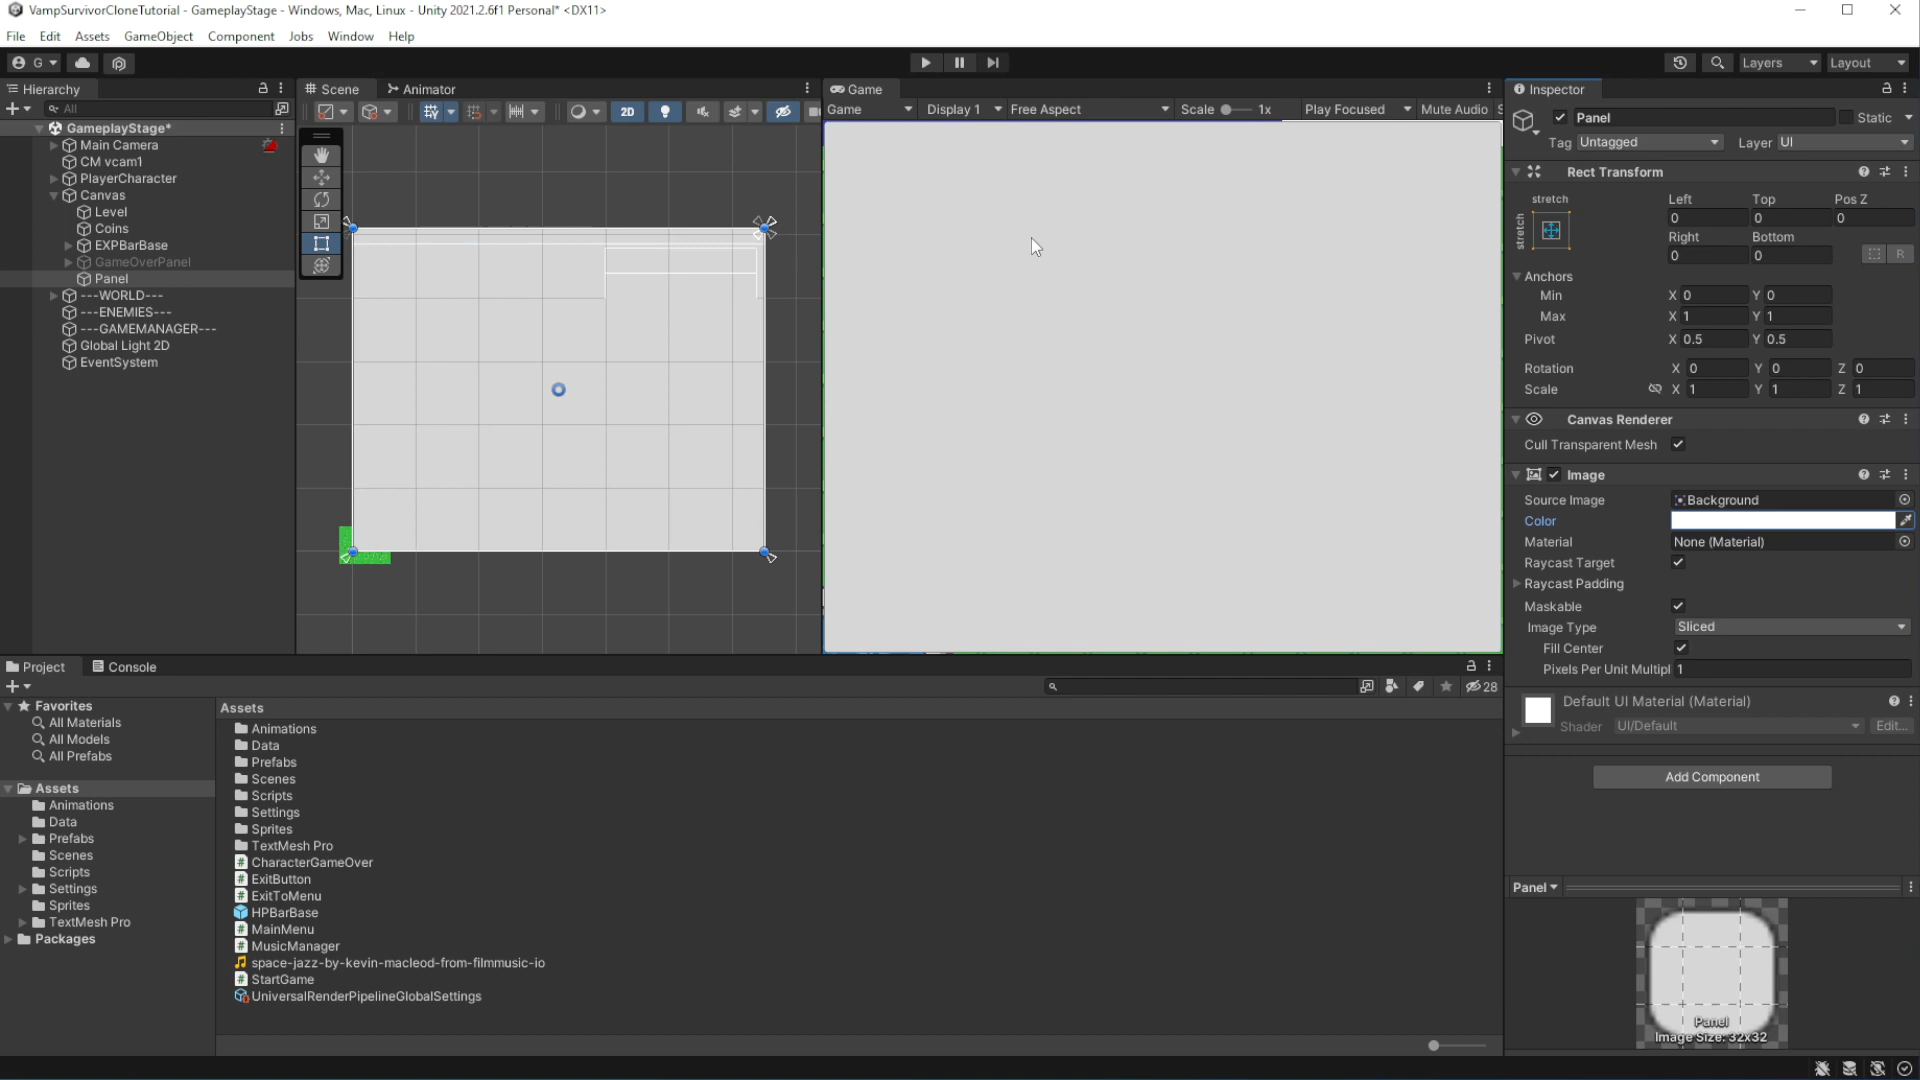 VampSurvivorCloneTutorial - GameplayStage - Windows, Mac, Linux - Unity 2021.2.6f1 Personal* <DX11>
File Edit Assets GameObject Component Jobs Window Help
G Layers Layout
Hierarchy
All
GameplayStage*
Main Camera
CM vcam1
PlayerCharacter
Canvas
Level
Coins
EXPBarBase
GameOverPanel
Panel
---WORLD---
---ENEMIES---
---GAMEMANAGER---
Global Light 2D
EventSystem
Scene Animator
2D
Game
Game Display 1 Free Aspect Scale 1x Play Focused Mute Audio S
Inspector
Panel Static
Tag Untagged Layer UI
Rect Transform
stretch
stretch
Left Top Pos Z
0 0 0
Right Bottom
0 0 R
Anchors
Min X 0 Y 0
Max X 1 Y 1
Pivot X 0.5 Y 0.5
Rotation X 0 Y 0 Z 0
Scale X 1 Y 1 Z 1
Canvas Renderer
Cull Transparent Mesh
Image
Source Image Background
Color
Material None (Material)
Raycast Target
Raycast Padding
Maskable
Image Type Sliced
Fill Center
Pixels Per Unit Multipl 1
Default UI Material (Material)
Shader UI/Default Edit...
Add Component
Panel
Panel
Image Size: 32x32
Project Console
28
Favorites
All Materials
All Models
All Prefabs
Assets
Animations
Data
Prefabs
Scenes
Scripts
Settings
Sprites
TextMesh Pro
Packages
Assets
Animations
Data
Prefabs
Scenes
Scripts
Settings
Sprites
TextMesh Pro
CharacterGameOver
ExitButton
ExitToMenu
HPBarBase
MainMenu
MusicManager
space-jazz-by-kevin-macleod-from-filmmusic-io
StartGame
UniversalRenderPipelineGlobalSettings